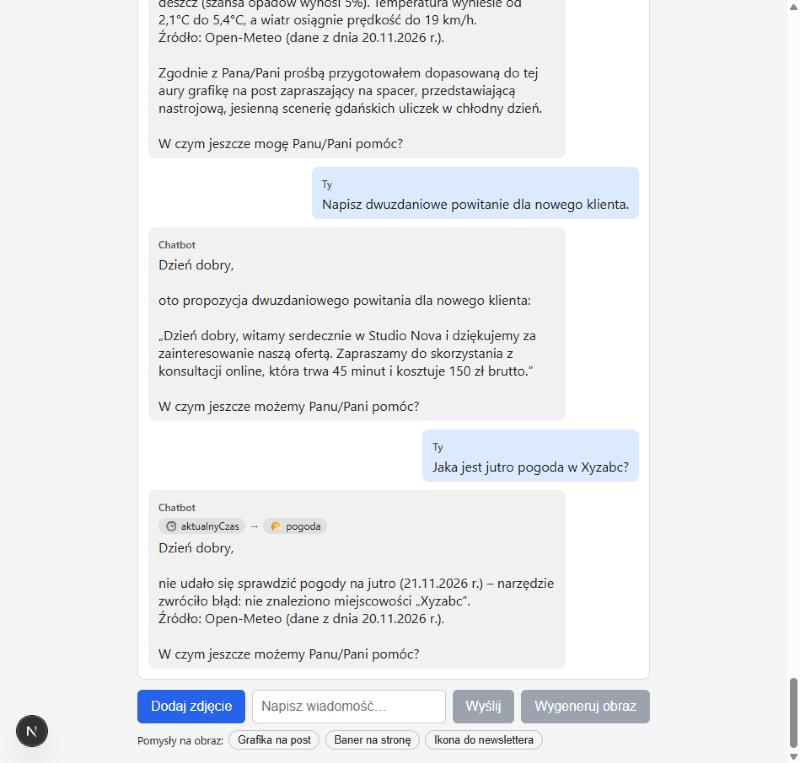 deszcz (szansa opadów wynosi 5%). Temperatura wyniesie od
2,1°C do 5,4°C, a wiatr osiągnie prędkość do 19 km/h.
Źródło: Open-Meteo (dane z dnia 20.11.2026 r.).
Zgodnie z Pana/Pani prośbą przygotowałem dopasowaną do tej
aury grafikę na post zapraszający na spacer, przedstawiającą
nastrojową, jesienną scenerię gdańskich uliczek w chłodny dzień.
W czym jeszcze mogę Panu/Pani pomóc?
Ty
Napisz dwuzdaniowe powitanie dla nowego klienta.
Chatbot
Dzień dobry,
oto propozycja dwuzdaniowego powitania dla nowego klienta:
„Dzień dobry, witamy serdecznie w Studio Nova i dziękujemy za
zainteresowanie naszą ofertą. Zapraszamy do skorzystania z
konsultacji online, która trwa 45 minut i kosztuje 150 zł brutto.”
W czym jeszcze możemy Panu/Pani pomóc?
Ty
Jaka jest jutro pogoda w Xyzabc?
Chatbot
aktualnyCzas → pogoda
Dzień dobry,
nie udało się sprawdzić pogody na jutro (21.11.2026 r.) – narzędzie
zwróciło błąd: nie znaleziono miejscowości „Xyzabc”.
Źródło: Open-Meteo (dane z dnia 20.11.2026 r.).
W czym jeszcze możemy Panu/Pani pomóc?
Dodaj zdjęcie Napisz wiadomość… Wyślij Wygeneruj obraz
N
Pomysły na obraz: Grafika na post Baner na stronę Ikona do newslettera